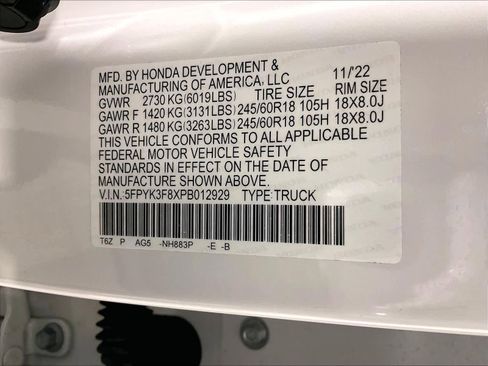 MFD. BY HONDA DEVELOPMENT &
MANUFACTURING OF AMERICA, LLC 11/'22
GVWR 2730 KG(6019LBS) TIRE SIZE RIM SIZE
GAWR F 1420 KG(3131LBS) 245/60R18 105H 18X8.0J
GAWR R 1480 KG(3263LBS) 245/60R18 105H 18X8.0J
THIS VEHICLE CONFORMS TO ALL APPLICABLE
FEDERAL MOTOR VEHICLE SAFETY
STANDARDS IN EFFECT ON THE DATE OF
MANUFACTURE SHOWN ABOVE.
V.I.N.:5FPYK3F8XPB012929 TYPE:TRUCK
T6Z P AG5 -NH883P -E -B